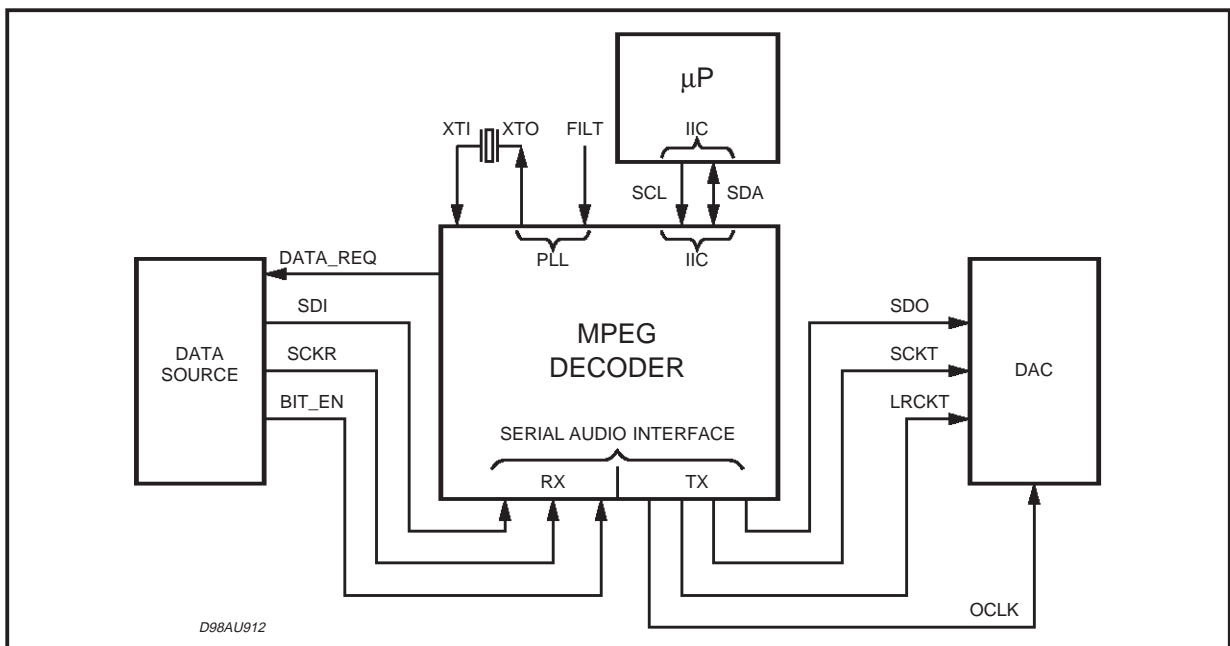 μP
XTI
XTO
FILT
IIC
SCL
SDA
PLL
IIC
DATA_REQ
SDI
SCKR
BIT_EN
DATA
SOURCE
MPEG
DECODER
SDO
SCKT
LRCKT
DAC
SERIAL AUDIO INTERFACE
RX
TX
OCLK
D98AU912